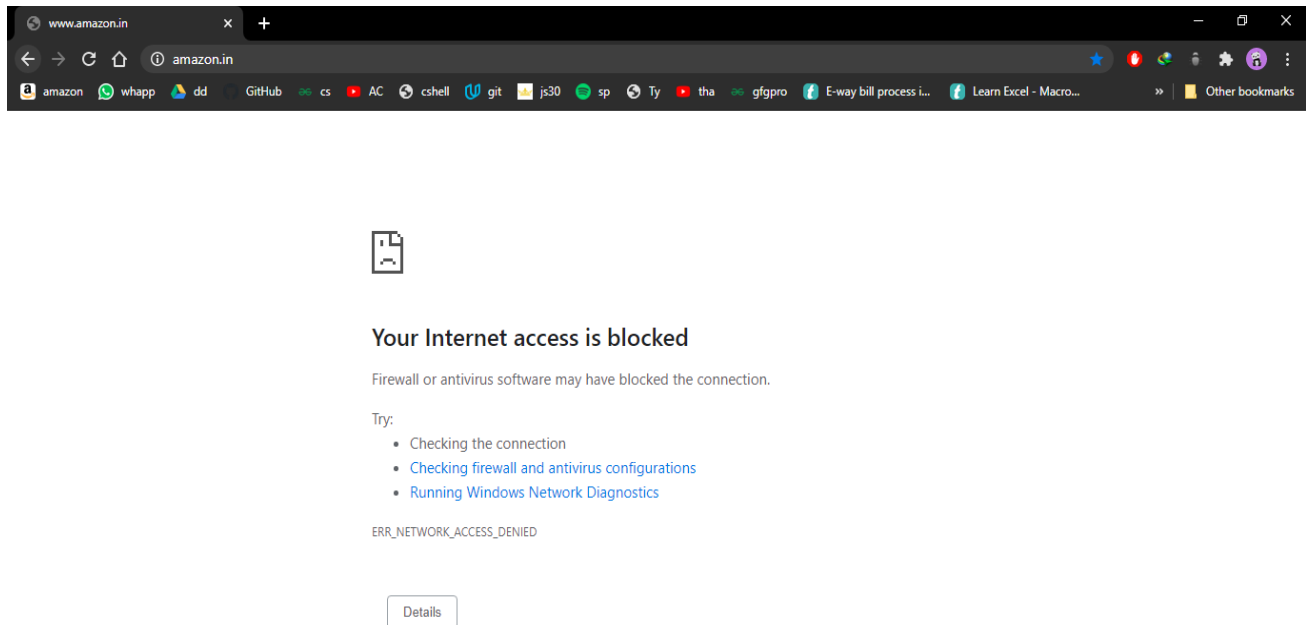 www.amazon.in
amazon.in
amazon whapp dd GitHub cs AC cshell git js30 sp Ty tha gfgpro E-way bill process i... Learn Excel - Macro... » Other bookmarks
Your Internet access is blocked
Firewall or antivirus software may have blocked the connection.
Try:
• Checking the connection
• Checking firewall and antivirus configurations
• Running Windows Network Diagnostics
ERR_NETWORK_ACCESS_DENIED
Details